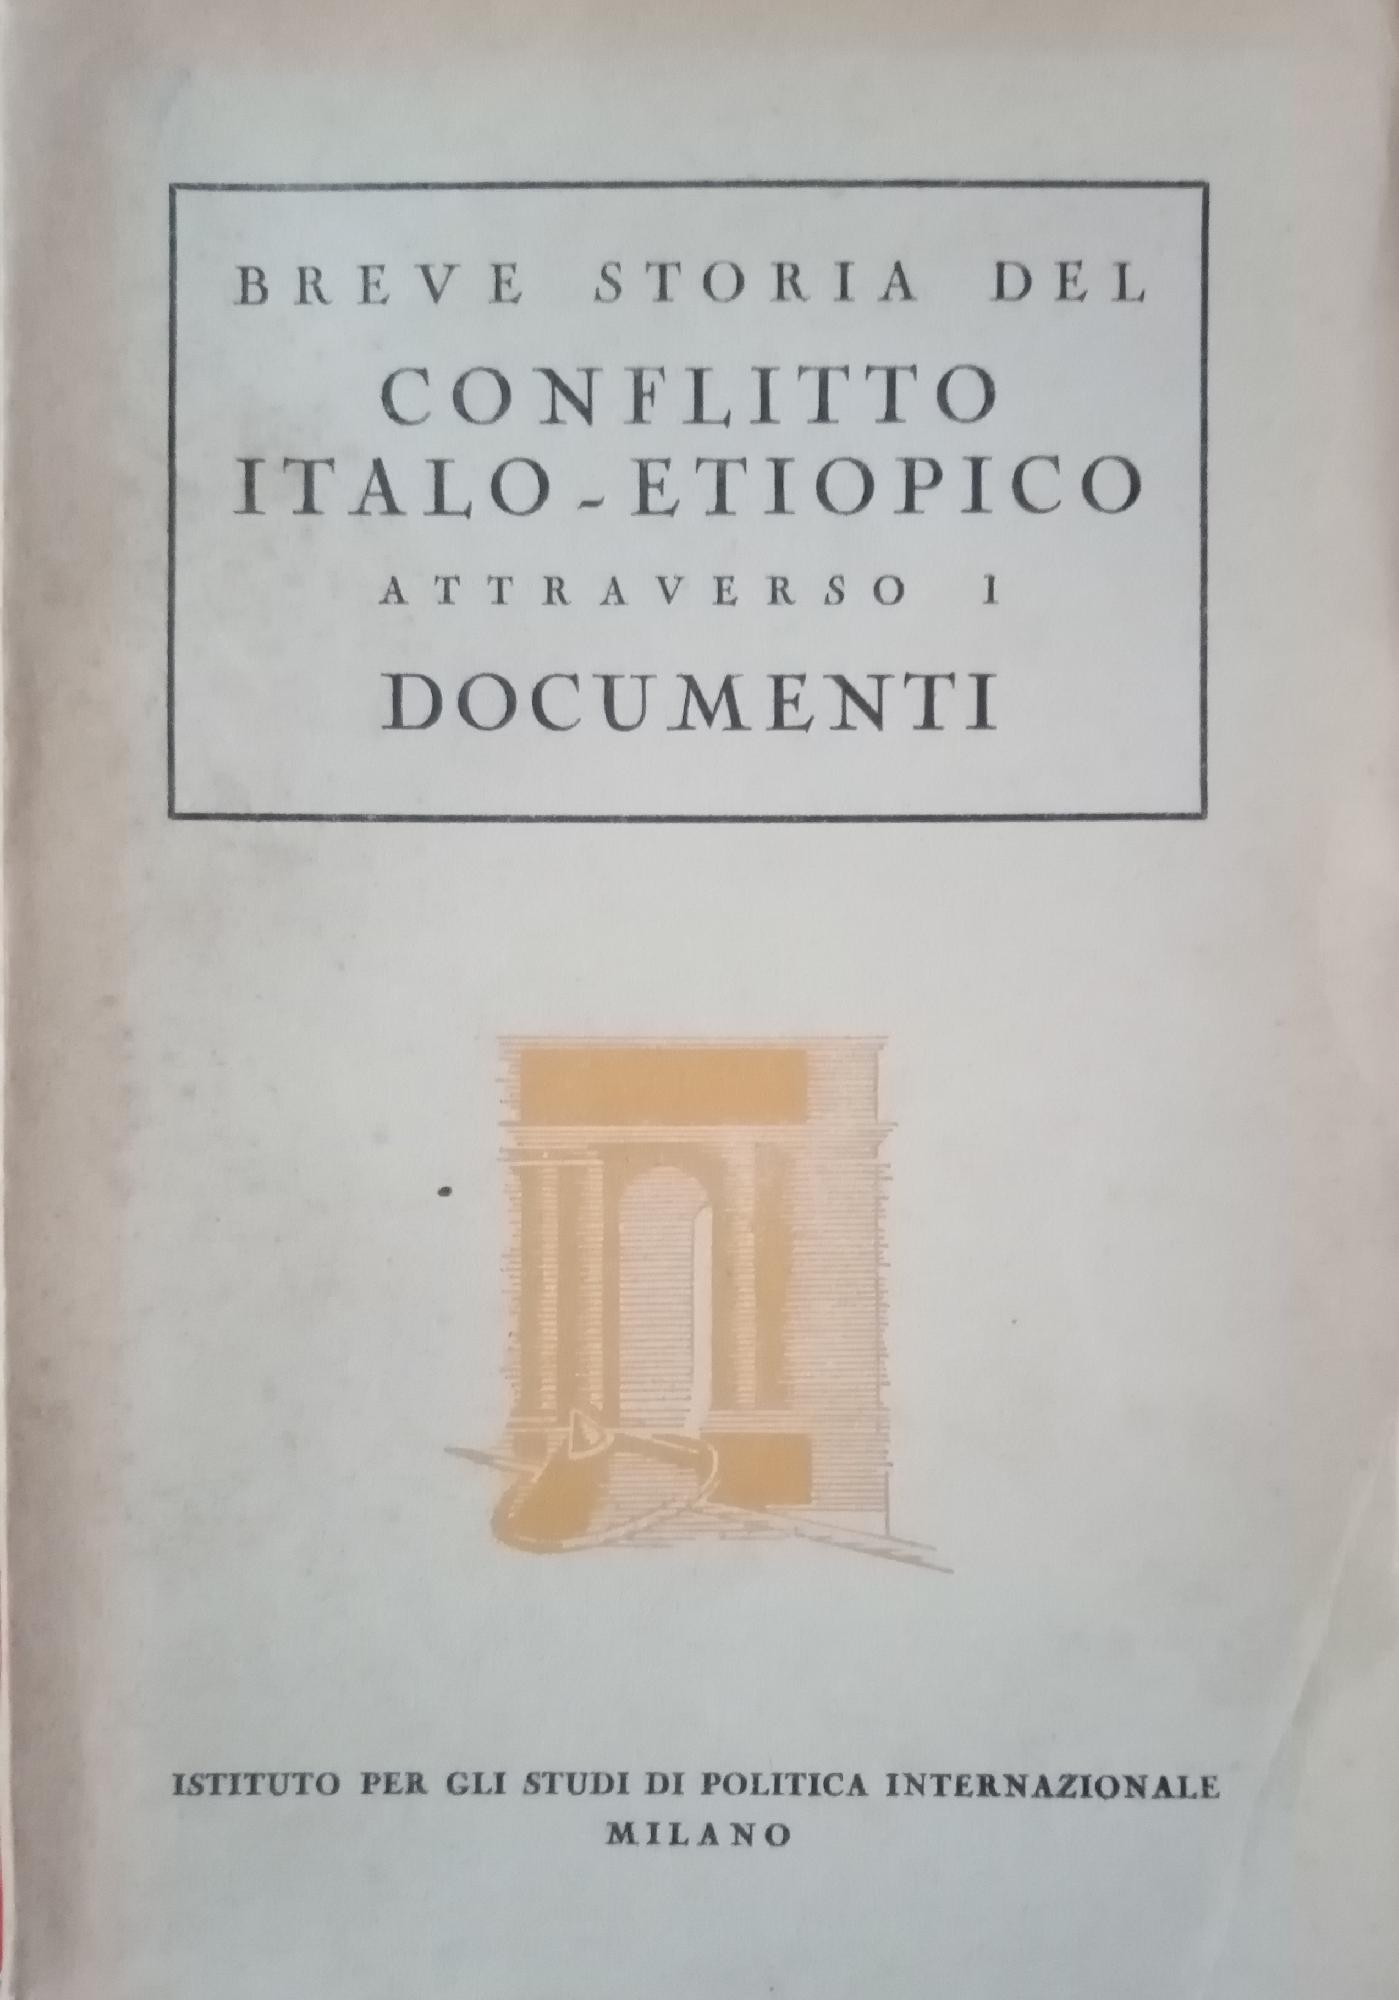 BREVE STORIA DEL
CONFLITTO
ITALO-ETIOPICO
ATTRAVERSO I
DOCUMENTI
ISTITUTO PER GLI STUDI DI POLITICA INTERNAZIONALE
MILANO